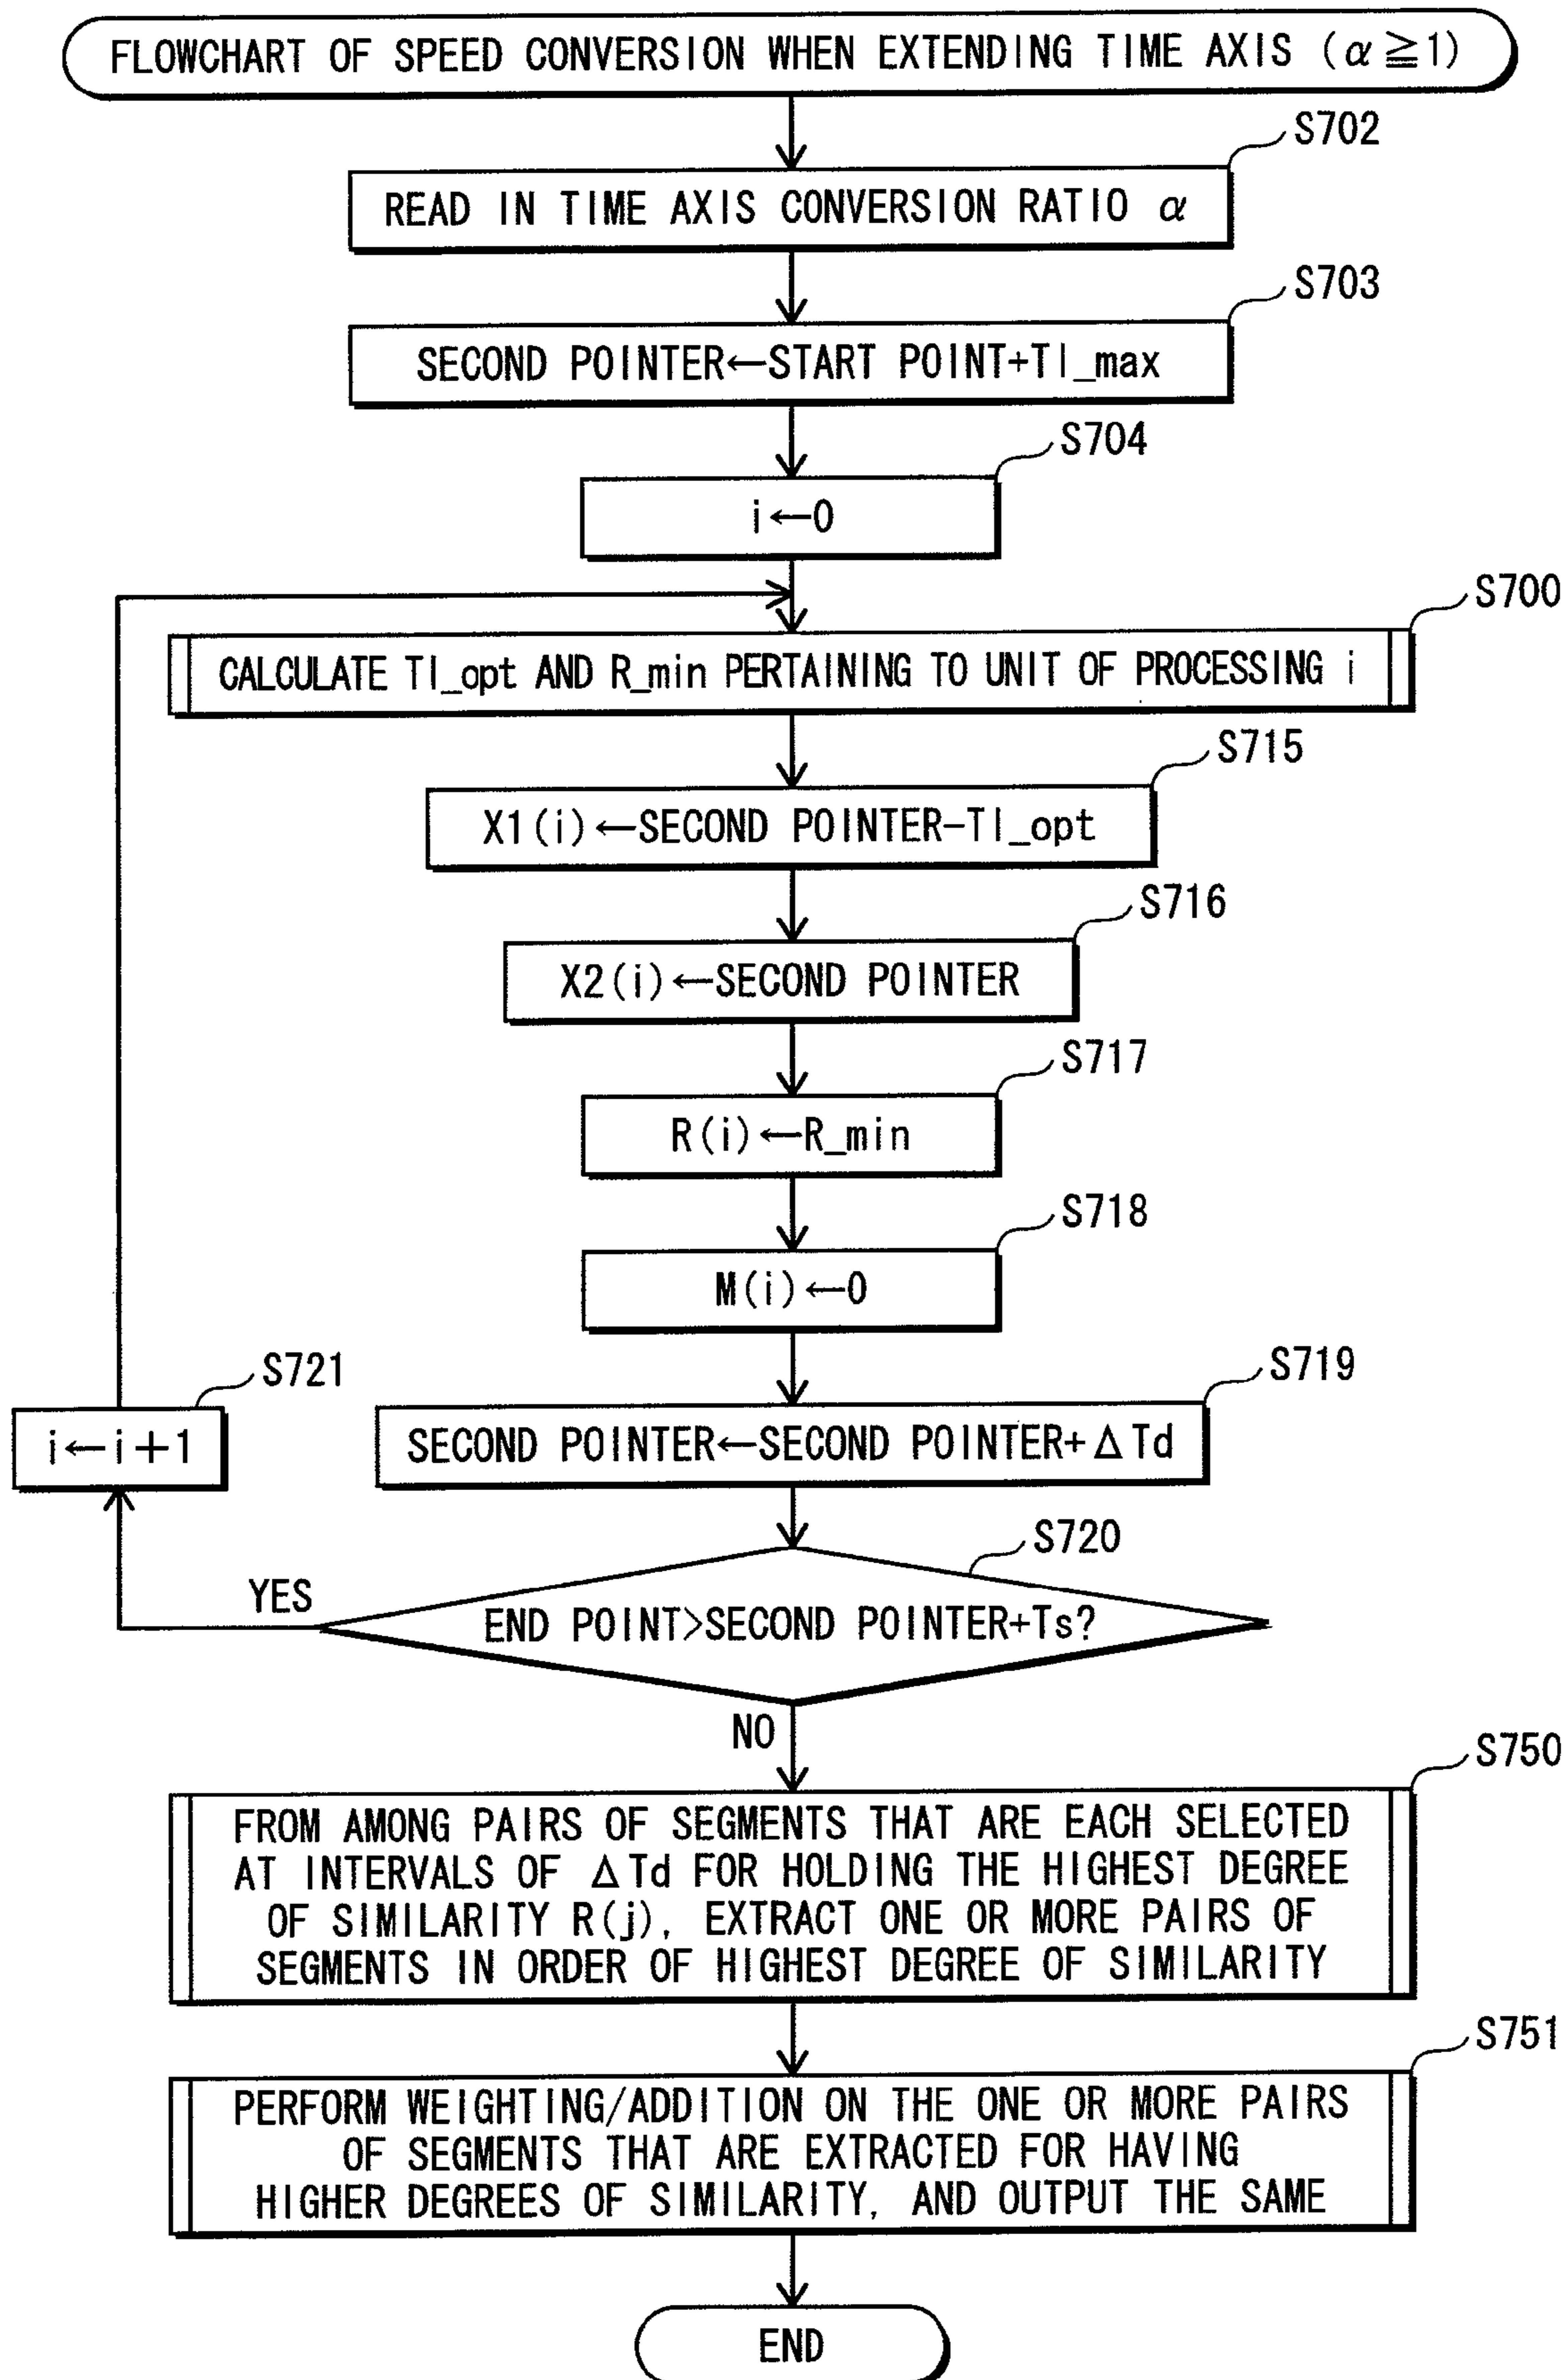 FLOWCHART OF SPEED CONVERSION WHEN EXTENDING TIME AXIS (α≧1)
S702
READ IN TIME AXIS CONVERSION RATIO α
S703
SECOND POINTER←START POINT+Tl_max
S704
i←0
S700
CALCULATE Tl_opt AND R_min PERTAINING TO UNIT OF PROCESSING i
S715
X1(i)←SECOND POINTER-Tl_opt
S716
X2(i)←SECOND POINTER
S717
R(i)←R_min
S718
M(i)←0
S721
i←i+1
S719
SECOND POINTER←SECOND POINTER+ΔTd
S720
YES
END POINT>SECOND POINTER+Ts?
NO
S750
FROM AMONG PAIRS OF SEGMENTS THAT ARE EACH SELECTED
AT INTERVALS OF ΔTd FOR HOLDING THE HIGHEST DEGREE
OF SIMILARITY R(j), EXTRACT ONE OR MORE PAIRS OF
SEGMENTS IN ORDER OF HIGHEST DEGREE OF SIMILARITY
S751
PERFORM WEIGHTING/ADDITION ON THE ONE OR MORE PAIRS
OF SEGMENTS THAT ARE EXTRACTED FOR HAVING
HIGHER DEGREES OF SIMILARITY, AND OUTPUT THE SAME
END